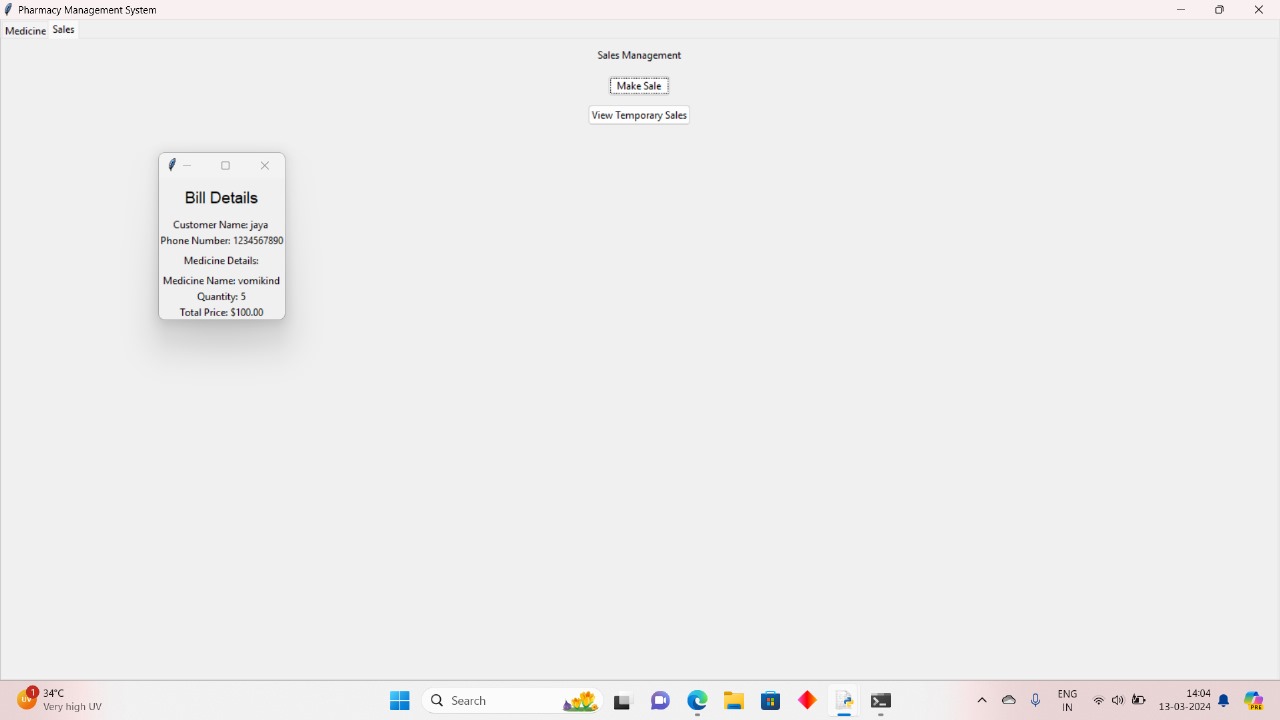 Pharmacy Management System
Medicine Sales
Sales Management
Make Sale
View Temporary Sales
Bill Details
Customer Name: jaya
Phone Number: 1234567890
Medicine Details:
Medicine Name: vomikind
Quantity: 5
Total Price: $100.00
1
UV
34°C
Very high UV
Search
ENG
IN
14:04
13-03-2024